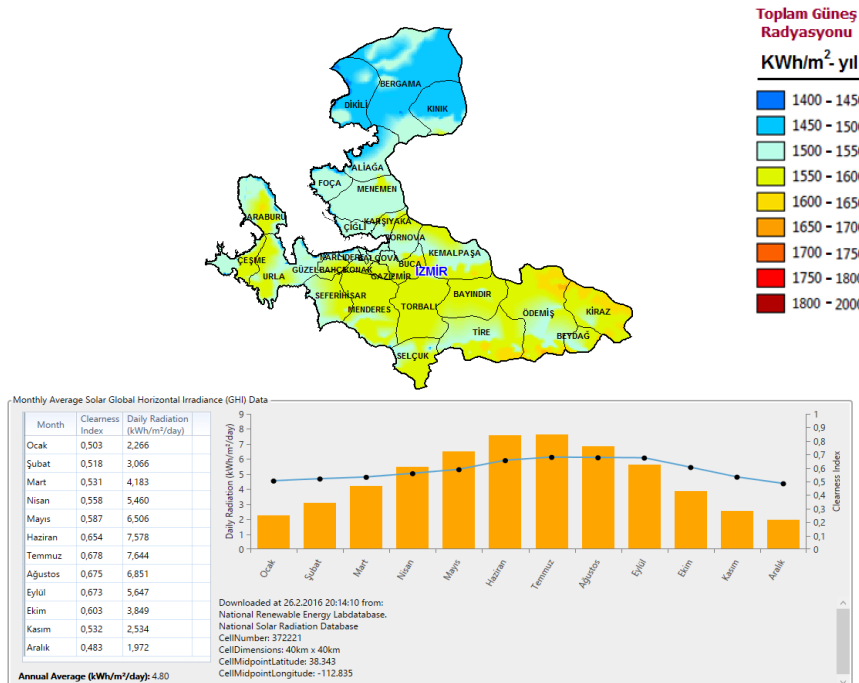 Toplam Güneş
Radyasyonu
KWh/m²- yıl
1400 - 1450
1450 - 1500
1500 - 1550
1550 - 1600
1600 - 1650
1650 - 1700
1700 - 1750
1750 - 1800
1800 - 2000
BERGAMA
DİKİLİ
KINIK
ALİAĞA
FOÇA
MENEMEN
ARABURU
KARŞIYAKA
ÇİĞLİ
BORNOVA
KEMALPAŞA
ÇEŞME
NARLIDERE
BALÇOVA
BUCA
İZMİR
URLA
GÜZELBAHÇE
KONAK
GAZİEMİR
SEFERİHİSAR
BAYINDIR
MENDERES
TORBALI
ÖDEMİŞ
KİRAZ
TİRE
BEYDAĞ
SELÇUK
Monthly Average Solar Global Horizontal Irradiance (GHI) Data
Month Clearness Index Daily Radiation (kWh/m²/day)
Ocak 0,503 2,266
Şubat 0,518 3,066
Mart 0,531 4,183
Nisan 0,558 5,460
Mayıs 0,587 6,506
Haziran 0,654 7,578
Temmuz 0,678 7,644
Ağustos 0,675 6,851
Eylül 0,673 5,647
Ekim 0,603 3,849
Kasım 0,532 2,534
Aralık 0,483 1,972
Annual Average (kWh/m²/day): 4.80
Daily Radiation (kWh/m²/day)
9
8
7
6
5
4
3
2
1
0
Ocak
Şubat
Mart
Nisan
Mayıs
Haziran
Temmuz
Ağustos
Eylül
Ekim
Kasım
Aralık
1
0,9
0,8
0,7
0,6
0,5
0,4
0,3
0,2
0,1
0
Clearness Index
Downloaded at 26.2.2016 20:14:10 from:
National Renewable Energy Labdatabase.
National Solar Radiation Database
CellNumber: 372221
CellDimensions: 40km x 40km
CellMidpointLatitude: 38.343
CellMidpointLongitude: -112.835